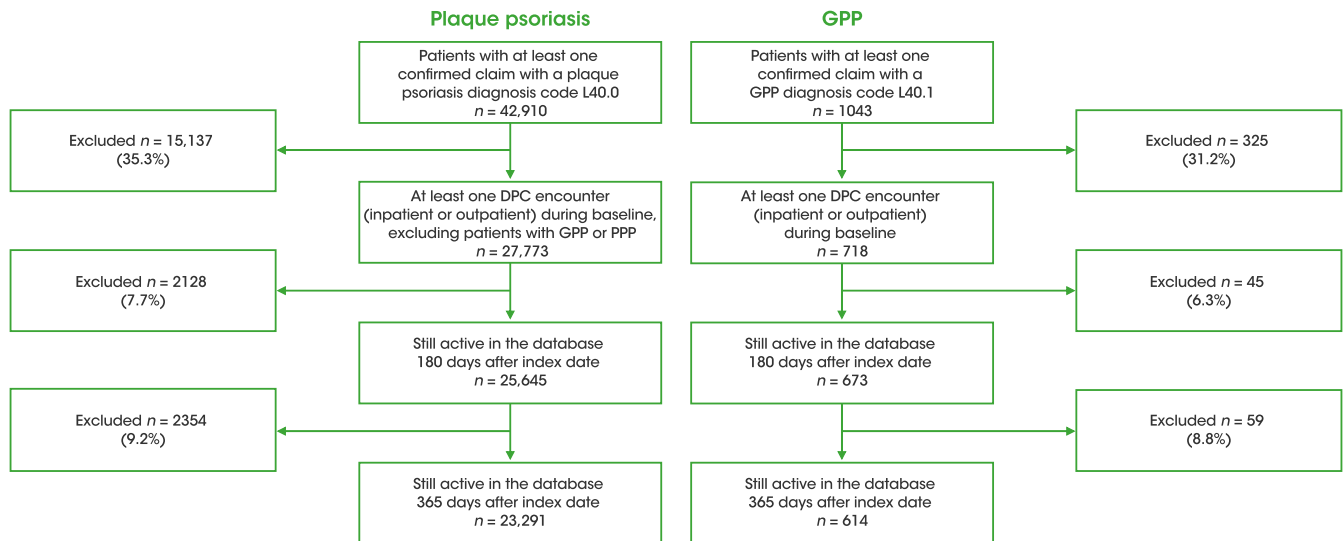 Plaque psoriasis
GPP
Patients with at least one
confirmed claim with a plaque
psoriasis diagnosis code L40.0
n = 42,910
Patients with at least one
confirmed claim with a
GPP diagnosis code L40.1
n = 1043
Excluded n = 15,137
(35.3%)
Excluded n = 325
(31.2%)
At least one DPC encounter
(inpatient or outpatient) during baseline,
excluding patients with GPP or PPP
n = 27,773
At least one DPC encounter
(inpatient or outpatient)
during baseline
n = 718
Excluded n = 2128
(7.7%)
Excluded n = 45
(6.3%)
Still active in the database
180 days after index date
n = 25,645
Still active in the database
180 days after index date
n = 673
Excluded n = 2354
(9.2%)
Excluded n = 59
(8.8%)
Still active in the database
365 days after index date
n = 23,291
Still active in the database
365 days after index date
n = 614